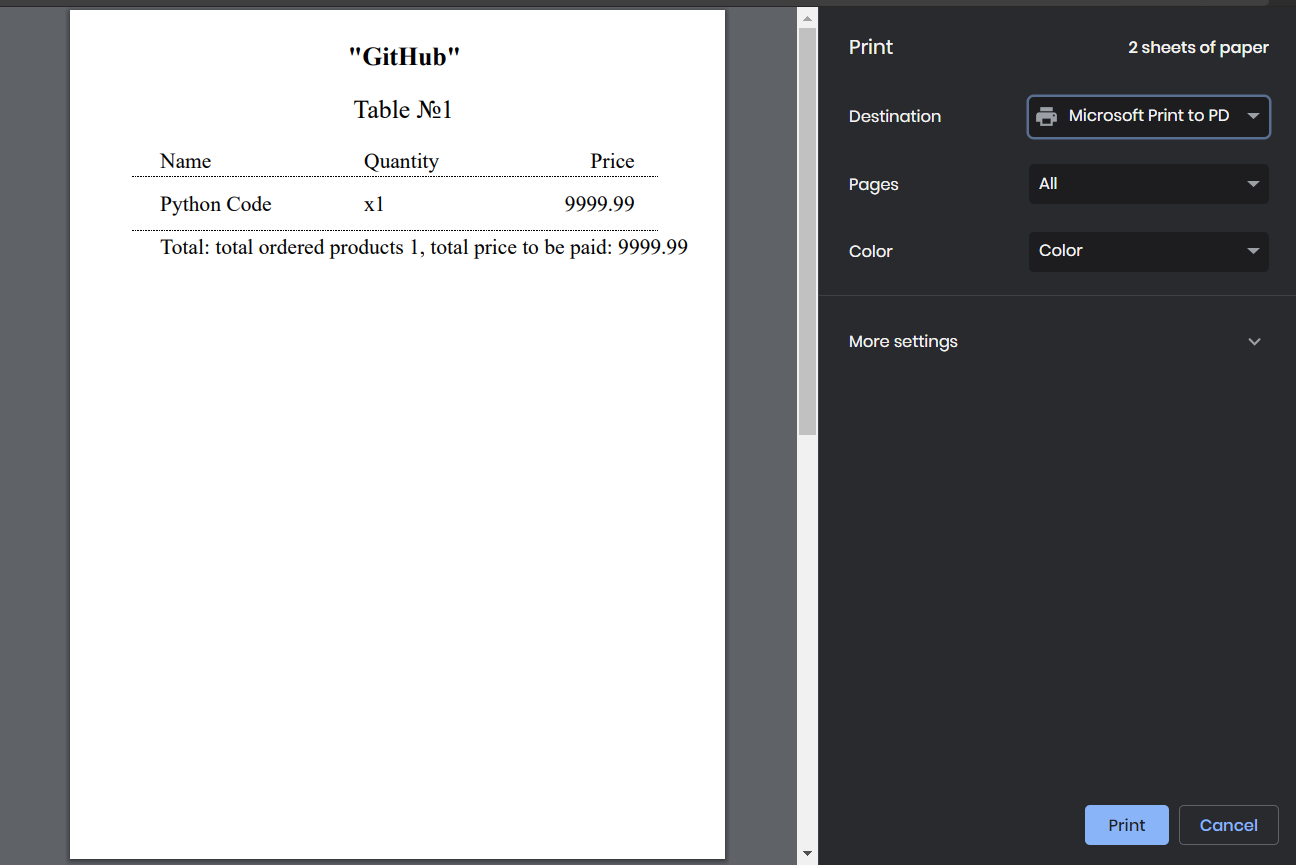 "GitHub"
Table №1
Name Quantity Price
Python Code x1 9999.99
Total: total ordered products 1, total price to be paid: 9999.99
Print 2 sheets of paper
Destination Microsoft Print to PD
Pages All
Color Color
More settings
Print Cancel